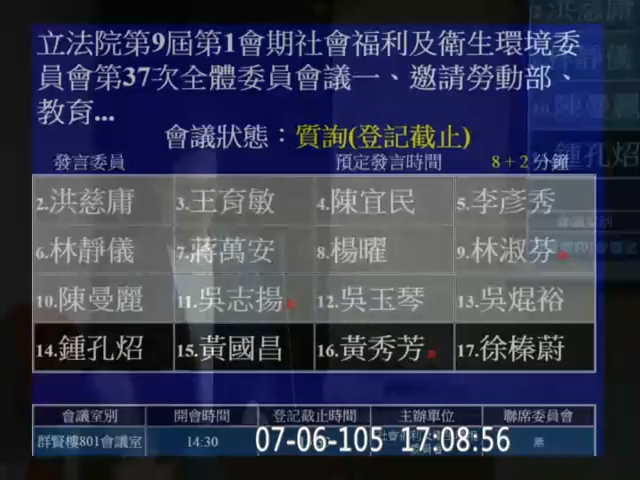 立法院第9屆第1會期社會福利及衛生環境委
員會第37次全體委員會議一、邀請勞動部、
教育...
會議狀態：質詢(登記截止)
發言委員 預定發言時間 8 + 2 分鐘
2.洪慈庸 3.王育敏 4.陳宜民 5.李彥秀
6.林靜儀 7.蔣萬安 8.楊曜 9.林淑芬
10.陳曼麗 11.吳志揚 12.吳玉琴 13.吳焜裕
14.鍾孔炤 15.黃國昌 16.黃秀芳 17.徐榛蔚
會議室別 開會時間 登記截止時間 主辦單位 聯席委員會
群賢樓801會議室 14:30 無
07-06-105 17:08:56